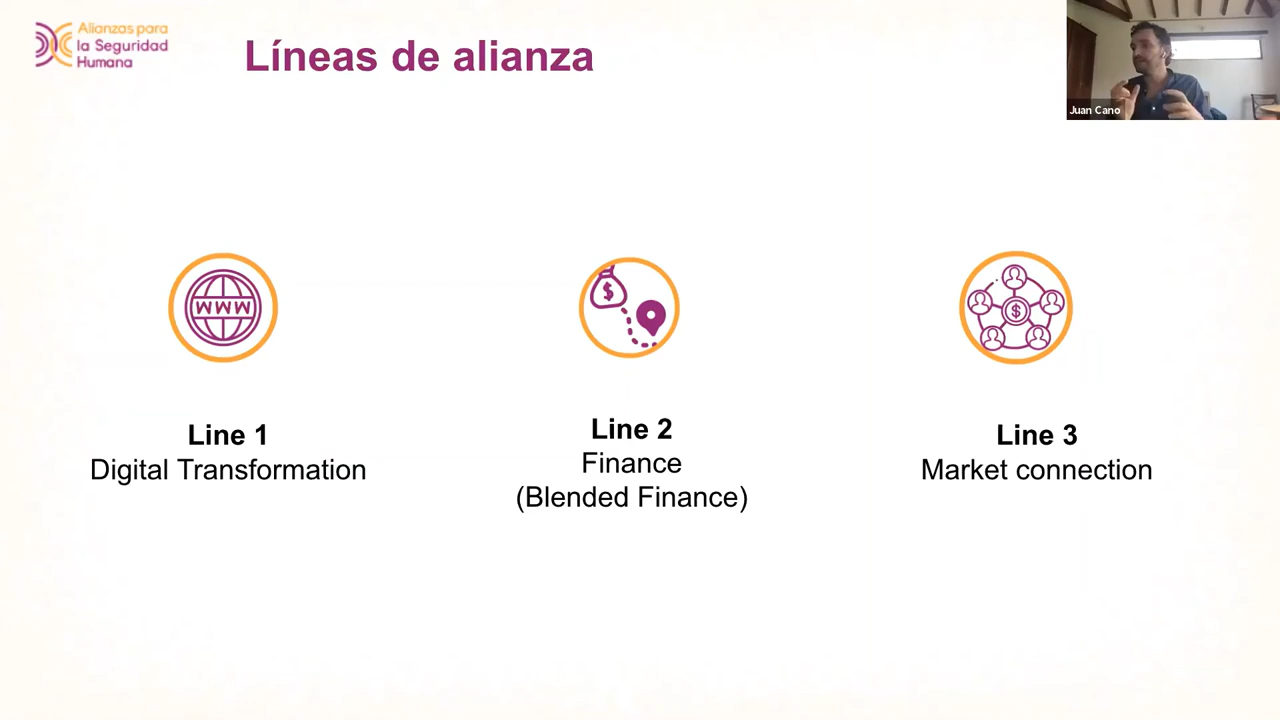 Alianzas para
la Seguridad
Humana
Líneas de alianza
Juan Cano
WWW
$
$
Line 1
Digital Transformation
Line 2
Finance
(Blended Finance)
Line 3
Market connection